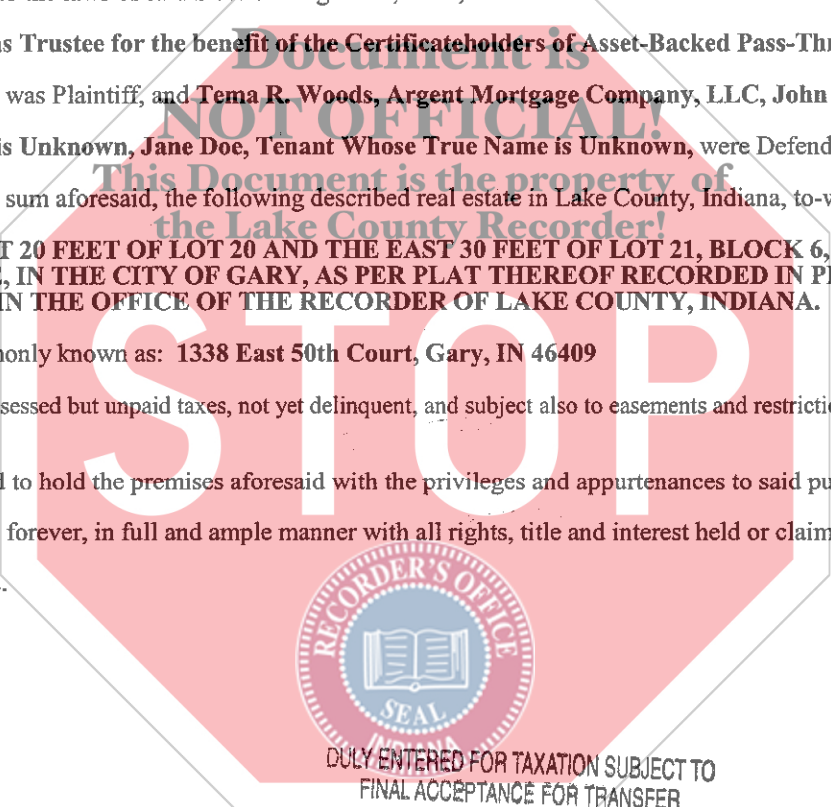 as Trustee for the benefit of the Certificateholders of Asset-Backed Pass-Thr
Document is
was Plaintiff, and Tema R. Woods, Argent Mortgage Company, LLC, John
NOT OFFICIAL!
is Unknown, Jane Doe, Tenant Whose True Name is Unknown, were Defend
This Document is the property of
sum aforesaid, the following described real estate in Lake County, Indiana, to-w
the Lake County Recorder!
T 20 FEET OF LOT 20 AND THE EAST 30 FEET OF LOT 21, BLOCK 6,
, IN THE CITY OF GARY, AS PER PLAT THEREOF RECORDED IN P
IN THE OFFICE OF THE RECORDER OF LAKE COUNTY, INDIANA.
only known as: 1338 East 50th Court, Gary, IN 46409
sessed but unpaid taxes, not yet delinquent, and subject also to easements and restrictio
STOP
d to hold the premises aforesaid with the privileges and appurtenances to said pu
forever, in full and ample manner with all rights, title and interest held or claim
RECORDER'S OFFICE
SEAL
INDIANA
DULY ENTERED FOR TAXATION SUBJECT TO
FINAL ACCEPTANCE FOR TRANSFER